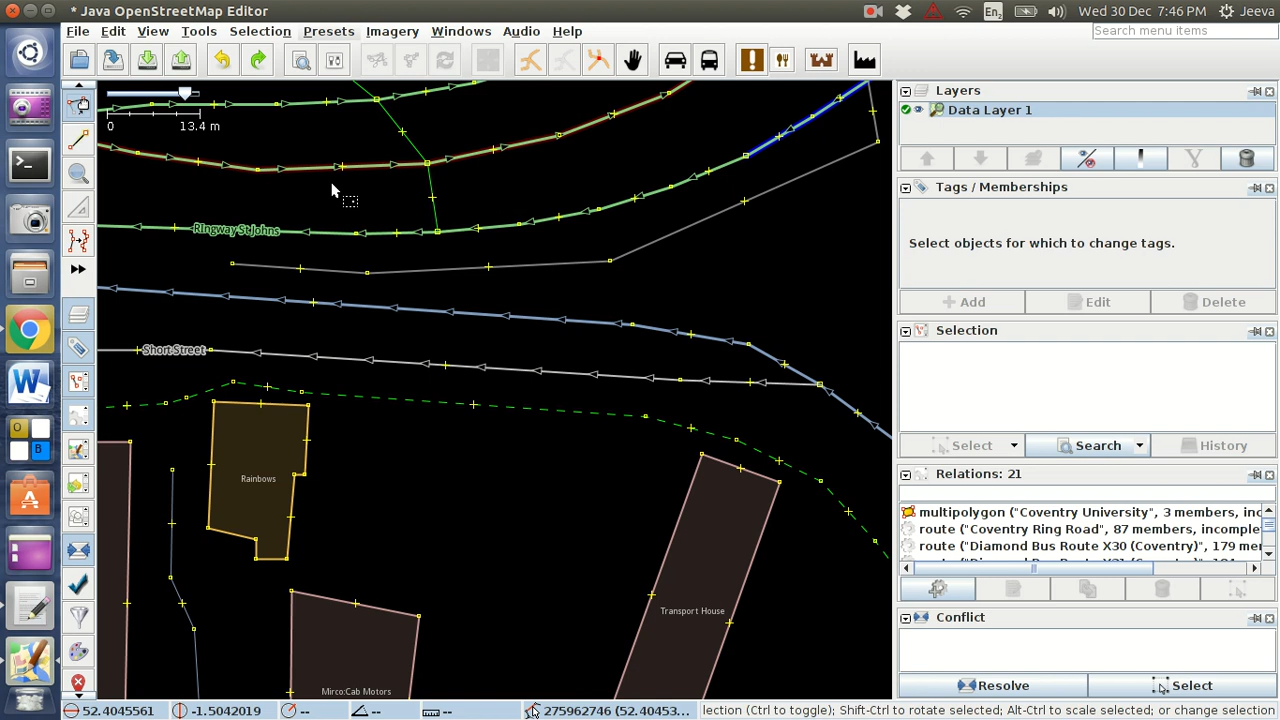 * Java OpenStreetMap Editor
En2
Wed 30 Dec 7:46 PM
Jeeva
File Edit View Tools Selection Presets Imagery Windows Audio Help
Search menu items
0 13.4 m
Ringway St Johns
Short Street
Rainbows
Transport House
Mirco:Cab Motors
Layers
Data Layer 1
Tags / Memberships
Select objects for which to change tags.
Add Edit Delete
Selection
Select Search History
Relations: 21
multipolygon ("Coventry University", 3 members, inc
route ("Coventry Ring Road", 87 members, incomple
route ("Diamond Bus Route X30 (Coventry)", 179 me
Conflict
Resolve Select
52.4045561 -1.5042019 -- -- -- 275962746 (52.40453... lection (Ctrl to toggle); Shift-Ctrl to rotate selected; Alt-Ctrl to scale selected; or change selection